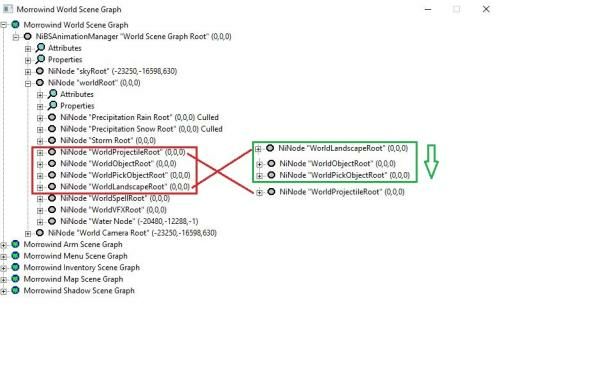 Morrowind World Scene Graph
Morrowind World Scene Graph
NiBSAnimationManager "World Scene Graph Root" (0,0,0)
Attributes
Properties
NiNode "skyRoot" (-23250,-16598,630)
NiNode "worldRoot" (0,0,0)
Attributes
Properties
NiNode "Precipitation Rain Root" (0,0,0) Culled
NiNode "Precipitation Snow Root" (0,0,0) Culled
NiNode "Storm Root" (0,0,0)
NiNode "WorldProjectileRoot" (0,0,0)
NiNode "WorldObjectRoot" (0,0,0)
NiNode "WorldPickObjectRoot" (0,0,0)
NiNode "WorldLandscapeRoot" (0,0,0)
NiNode "WorldSpellRoot" (0,0,0)
NiNode "WorldVFXRoot" (0,0,0)
NiNode "Water Node" (-20480,-12288,-1)
NiNode "World Camera Root" (-23250,-16598,630)
Morrowind Arm Scene Graph
Morrowind Menu Scene Graph
Morrowind Inventory Scene Graph
Morrowind Map Scene Graph
Morrowind Shadow Scene Graph
NiNode "WorldLandscapeRoot" (0,0,0)
NiNode "WorldObjectRoot" (0,0,0)
NiNode "WorldPickObjectRoot" (0,0,0)
NiNode "WorldProjectileRoot" (0,0,0)